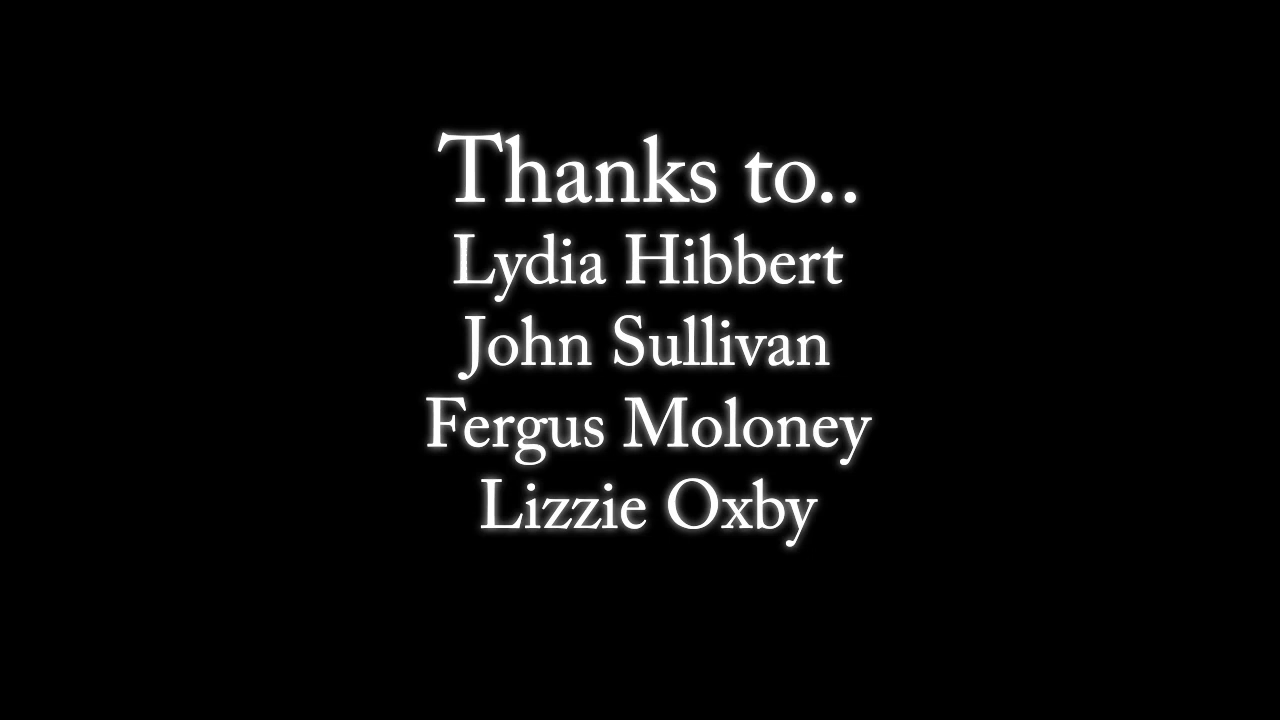 Thanks to..
Lydia Hibbert
John Sullivan
Fergus Moloney
Lizzie Oxby